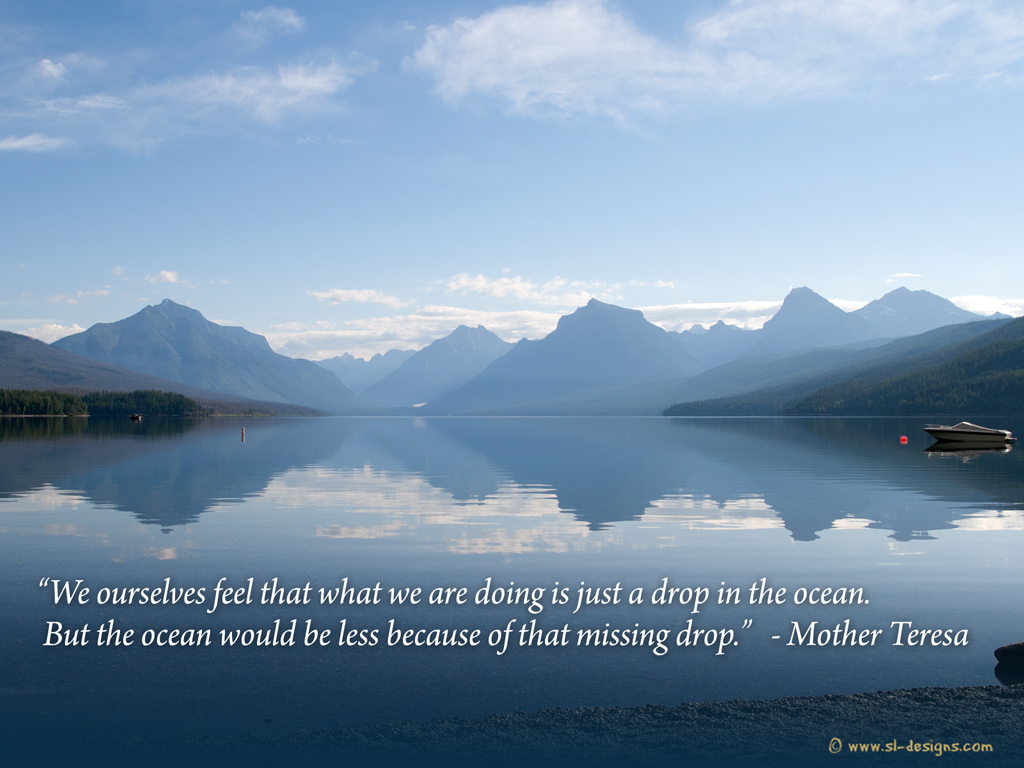 “We ourselves feel that what we are doing is just a drop in the ocean.
But the ocean would be less because of that missing drop.” - Mother Teresa
© www.sl-designs.com